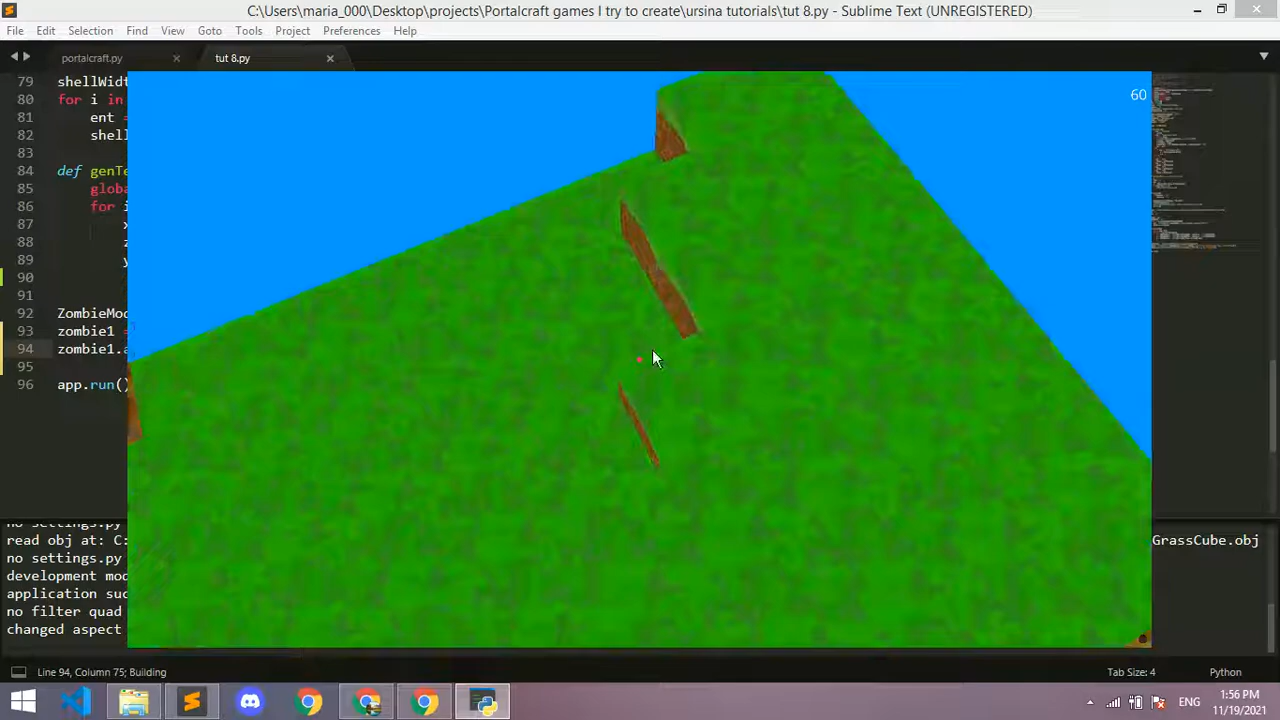 C:\Users\maria_000\Desktop\projects\Portalcraft games I try to create\ursina tutorials\tut 8.py - Sublime Text (UNREGISTERED)
File Edit Selection Find View Goto Tools Project Preferences Help
portalcraft.py
tut 8.py
60
79 shellWidt
80 for i in
81 ent =
82 shell
83
84 def genTe
85 globa
86 for i
87 x
88 z
89 y
90
91
92 ZombieMod
93 zombie1 =
94 zombie1.a
95
96 app.run()
no settings.py
read obj at: C: GrassCube.obj
no settings.py
development mod
application suc
no filter quad
changed aspect
Line 94, Column 75; Building
Tab Size: 4
Python
ENG
1:56 PM
11/19/2021